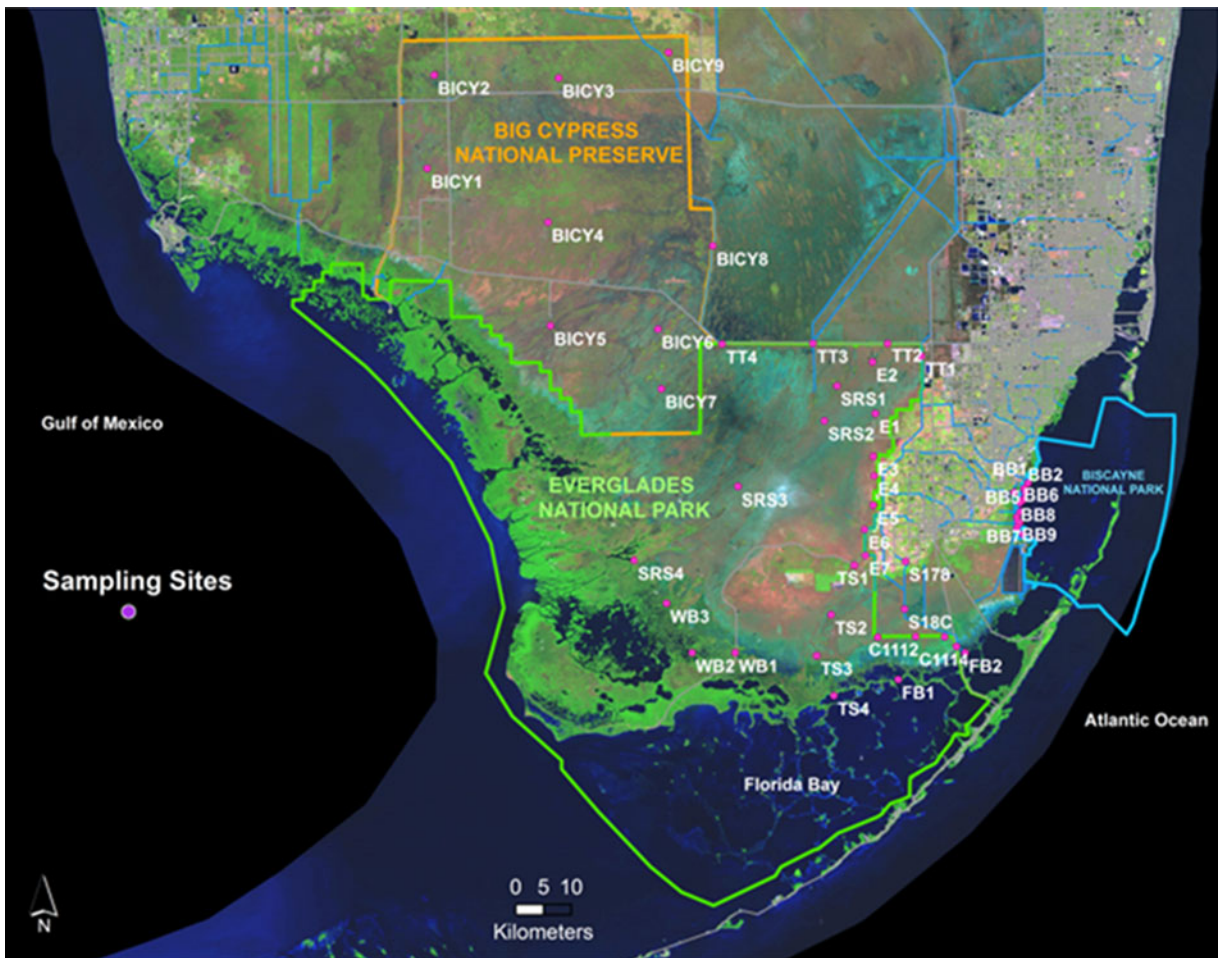 BICY9
BICY2
BICY3
BIG CYPRESS
NATIONAL PRESERVE
BICY1
BICY4
BICY8
BICY5
BICY6
TT4
TT3
TT2
TT1
E2
BICY7
SRS1
Gulf of Mexico
SRS2
E1
E3
BB1
BB2
BISCAYNE
NATIONAL PARK
EVERGLADES
NATIONAL PARK
SRS3
E4
BB5
BB6
E5
BB8
BB7
BB9
E6
E7
Sampling Sites
SRS4
TS1
S178
WB3
TS2
S18C
C1112
C1114
WB2
WB1
TS3
FB2
FB1
TS4
Atlantic Ocean
Florida Bay
0 5 10
Kilometers
N